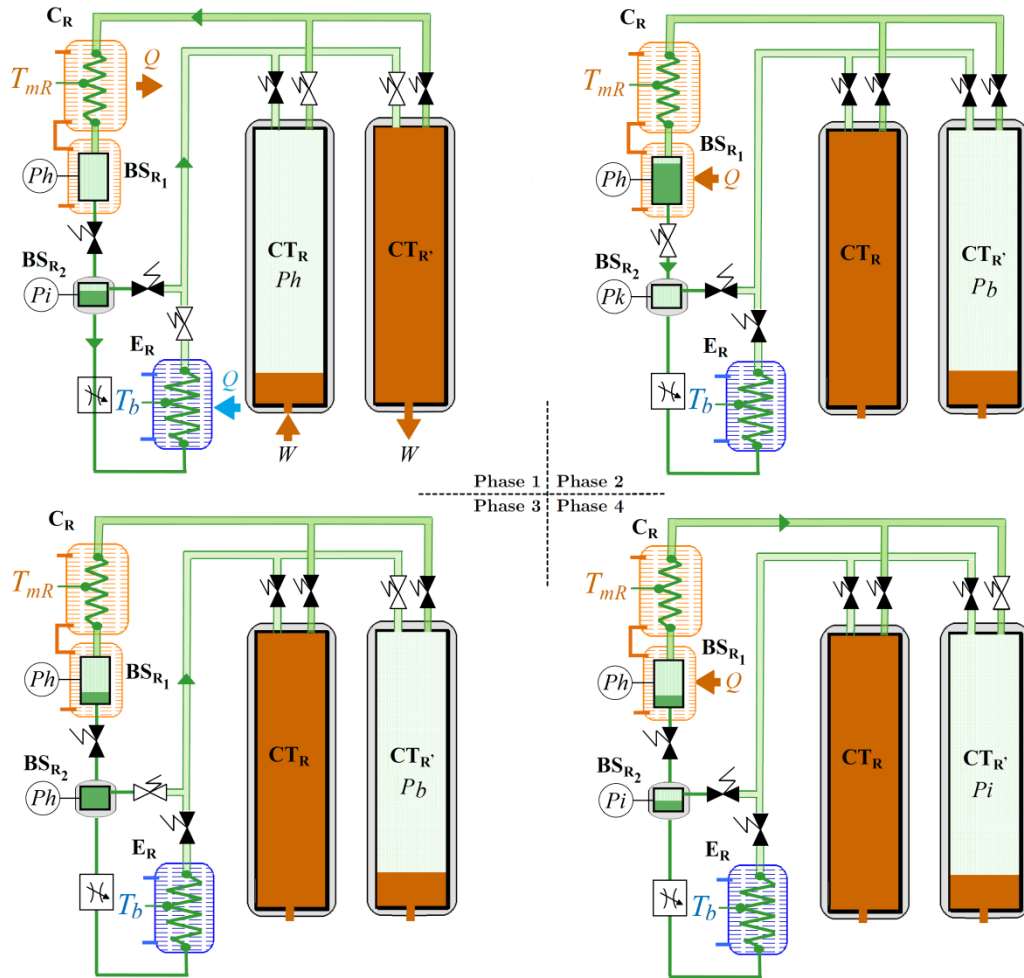 C_R
Q
T_mR
Ph
BS_R1
BS_R2
Pi
E_R
T_b
Q
CT_R
Ph
CT_R'
W
W
Phase 1
C_R
T_mR
BS_R1
Ph
Q
BS_R2
Pk
E_R
T_b
CT_R
CT_R'
Pb
Phase 2
C_R
T_mR
Ph
BS_R1
BS_R2
Ph
E_R
T_b
CT_R
CT_R'
Pb
Phase 3
C_R
T_mR
BS_R1
Ph
Q
BS_R2
Pi
E_R
T_b
CT_R
CT_R'
Pi
Phase 4